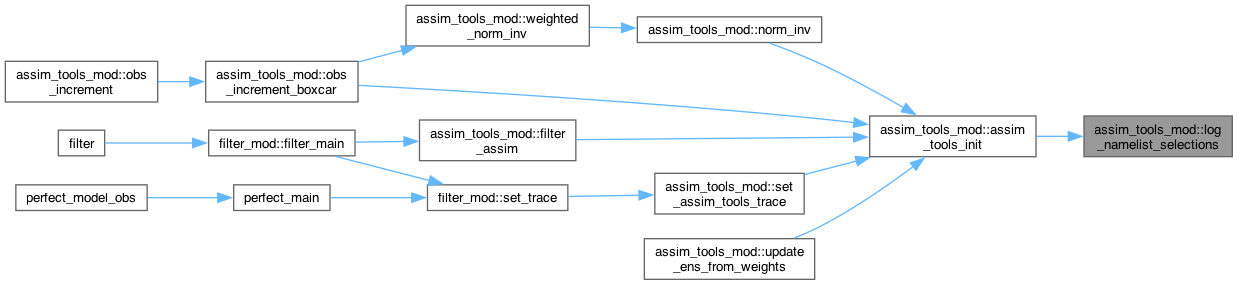 assim_tools_mod::weighted
_norm_inv
assim_tools_mod::norm_inv
assim_tools_mod::obs
_increment
assim_tools_mod::obs
_increment_boxcar
assim_tools_mod::assim
_tools_init
assim_tools_mod::log
_namelist_selections
filter
filter_mod::filter_main
assim_tools_mod::filter
_assim
perfect_model_obs
perfect_main
filter_mod::set_trace
assim_tools_mod::set
_assim_tools_trace
assim_tools_mod::update
_ens_from_weights